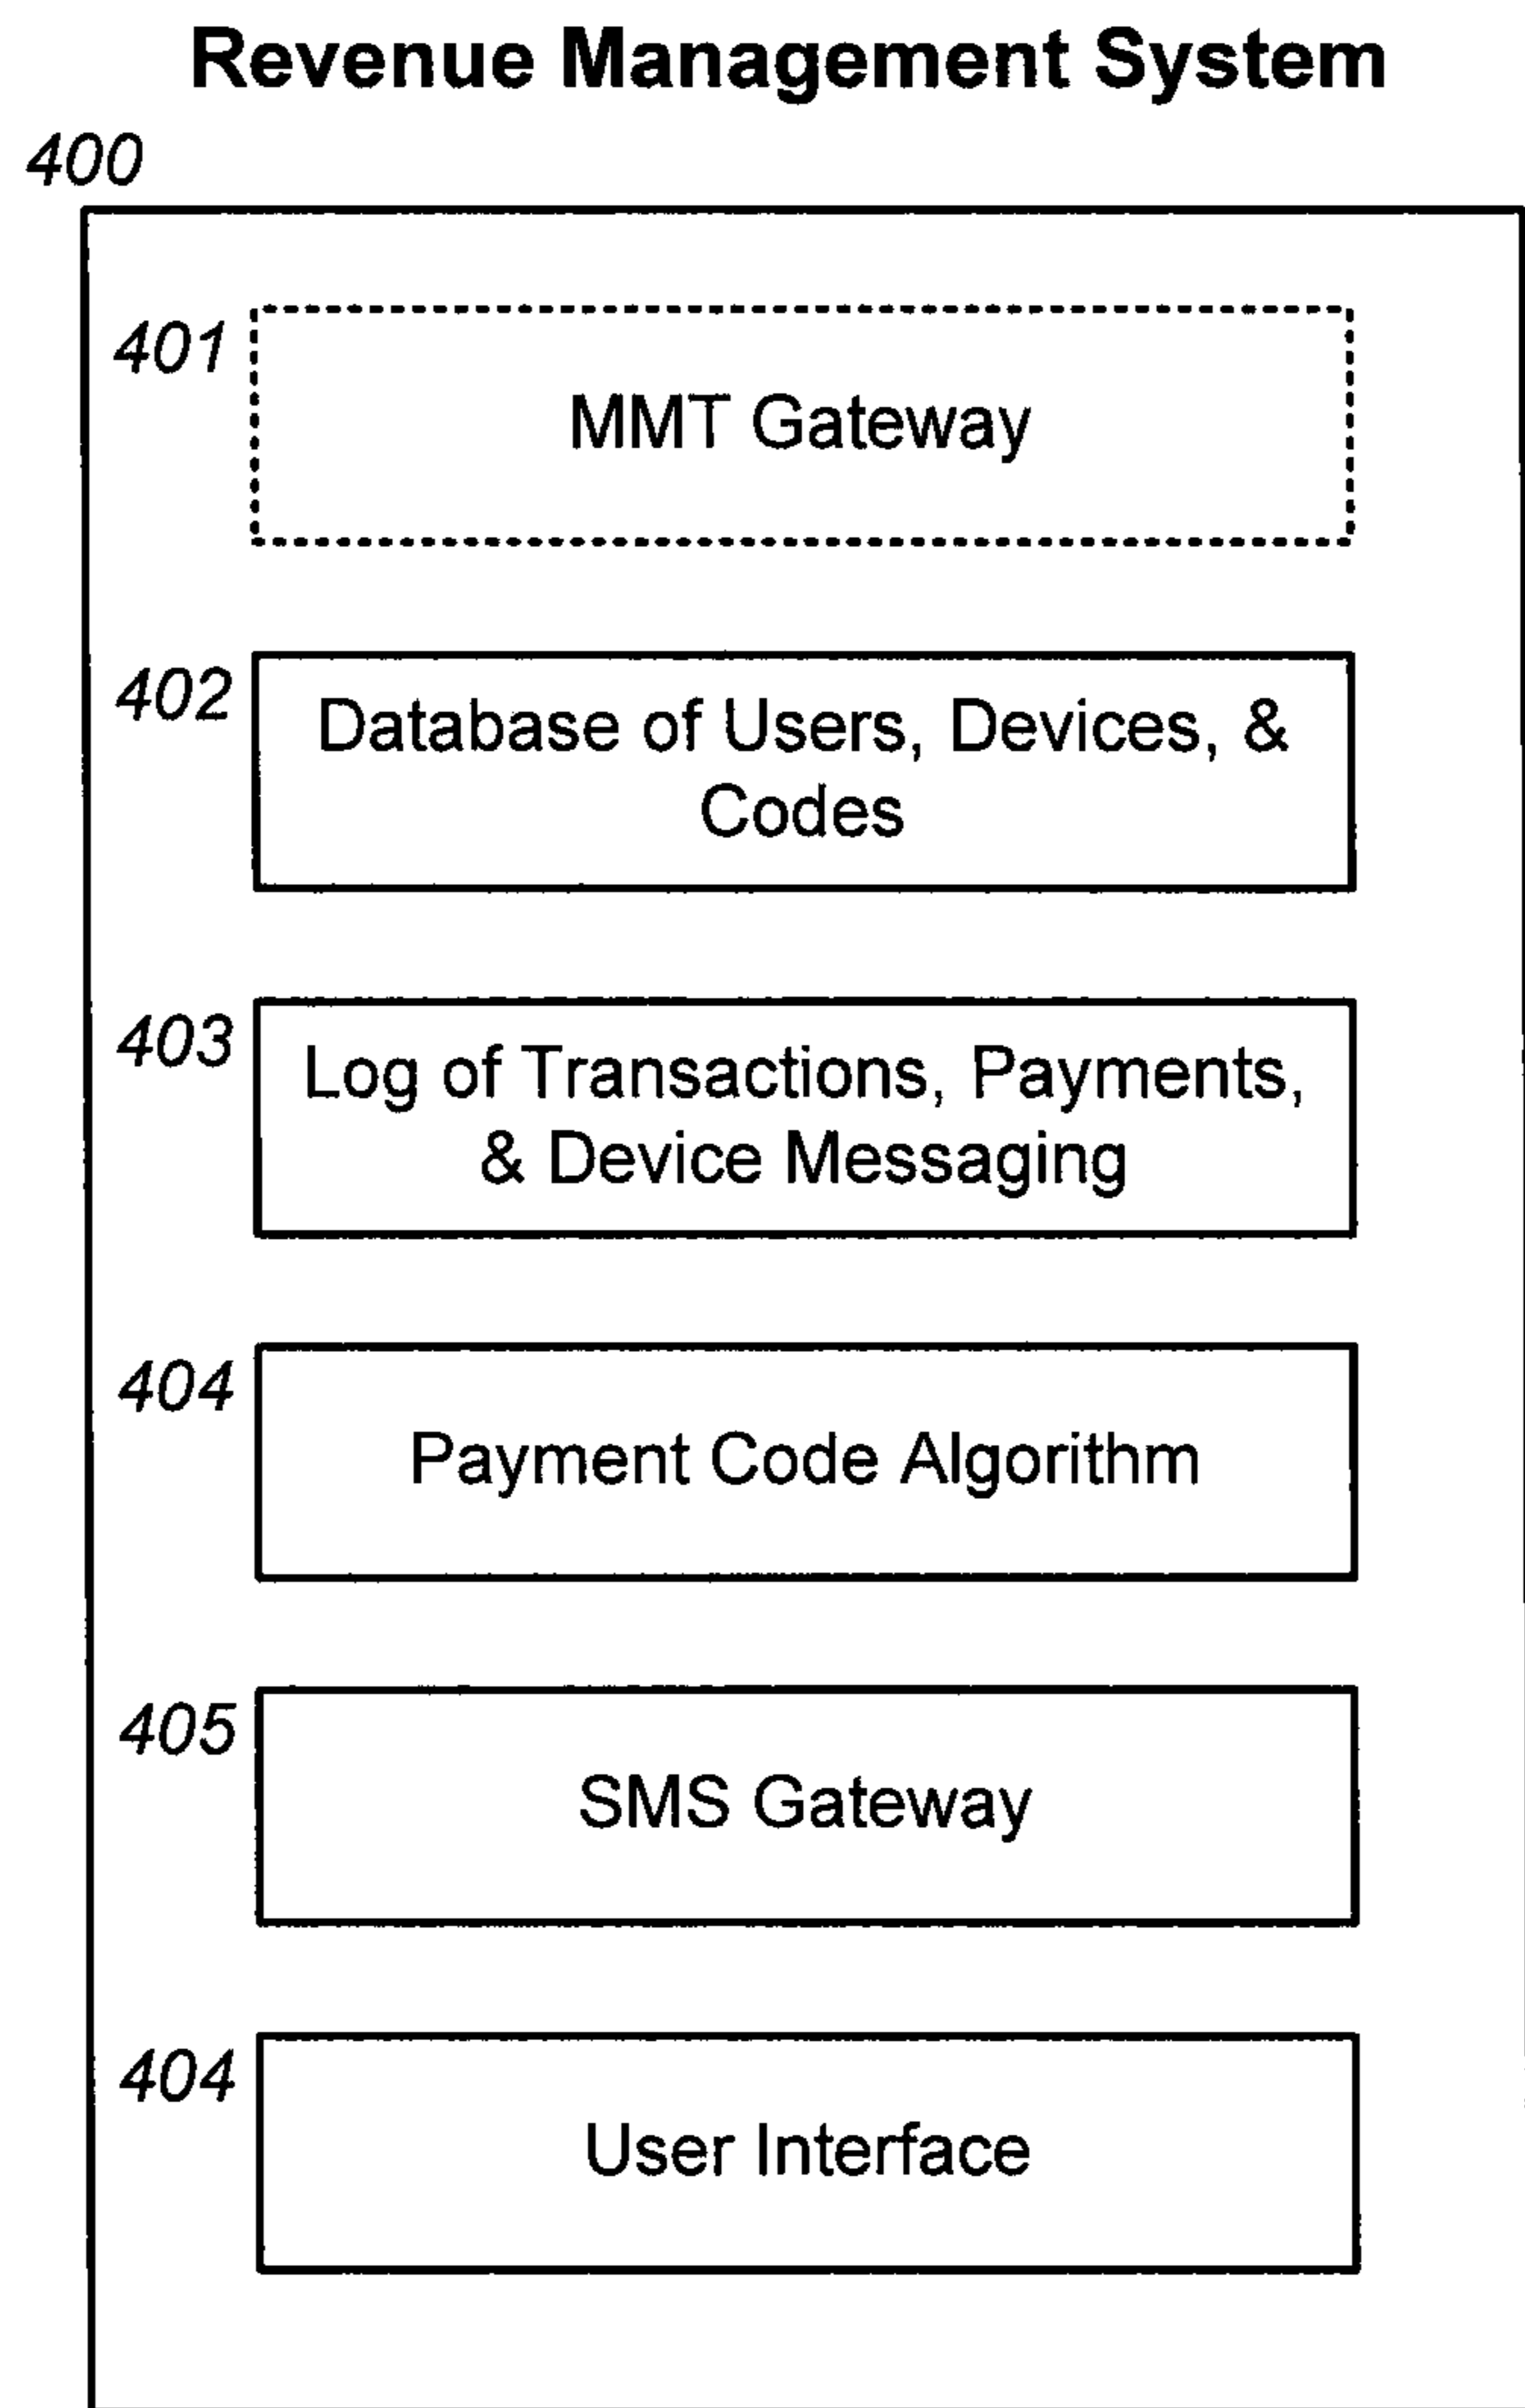 Revenue Management System
400
401
MMT Gateway
402
Database of Users, Devices, &
Codes
403
Log of Transactions, Payments,
& Device Messaging
404
Payment Code Algorithm
405
SMS Gateway
404
User Interface